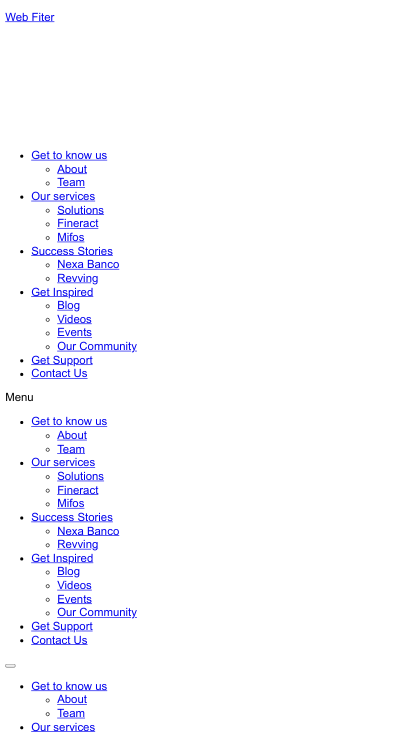 Web Fiter
Get to know us
About
Team
Our services
Solutions
Fineract
Mifos
Success Stories
Nexa Banco
Revving
Get Inspired
Blog
Videos
Events
Our Community
Get Support
Contact Us
Menu
Get to know us
About
Team
Our services
Solutions
Fineract
Mifos
Success Stories
Nexa Banco
Revving
Get Inspired
Blog
Videos
Events
Our Community
Get Support
Contact Us
Get to know us
About
Team
Our services